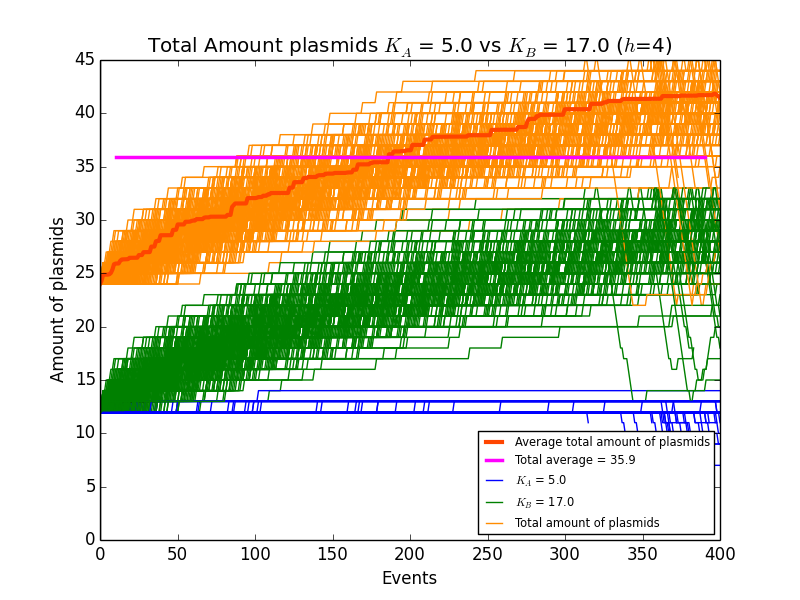 Total Amount plasmids K_A = 5.0 vs K_B = 17.0 (h=4)
45
40
35
30
25
20
15
10
5
0
Amount of plasmids
0 50 100 150 200 250 300 350 400
Events
Average total amount of plasmids
Total average = 35.9
K_A = 5.0
K_B = 17.0
Total amount of plasmids